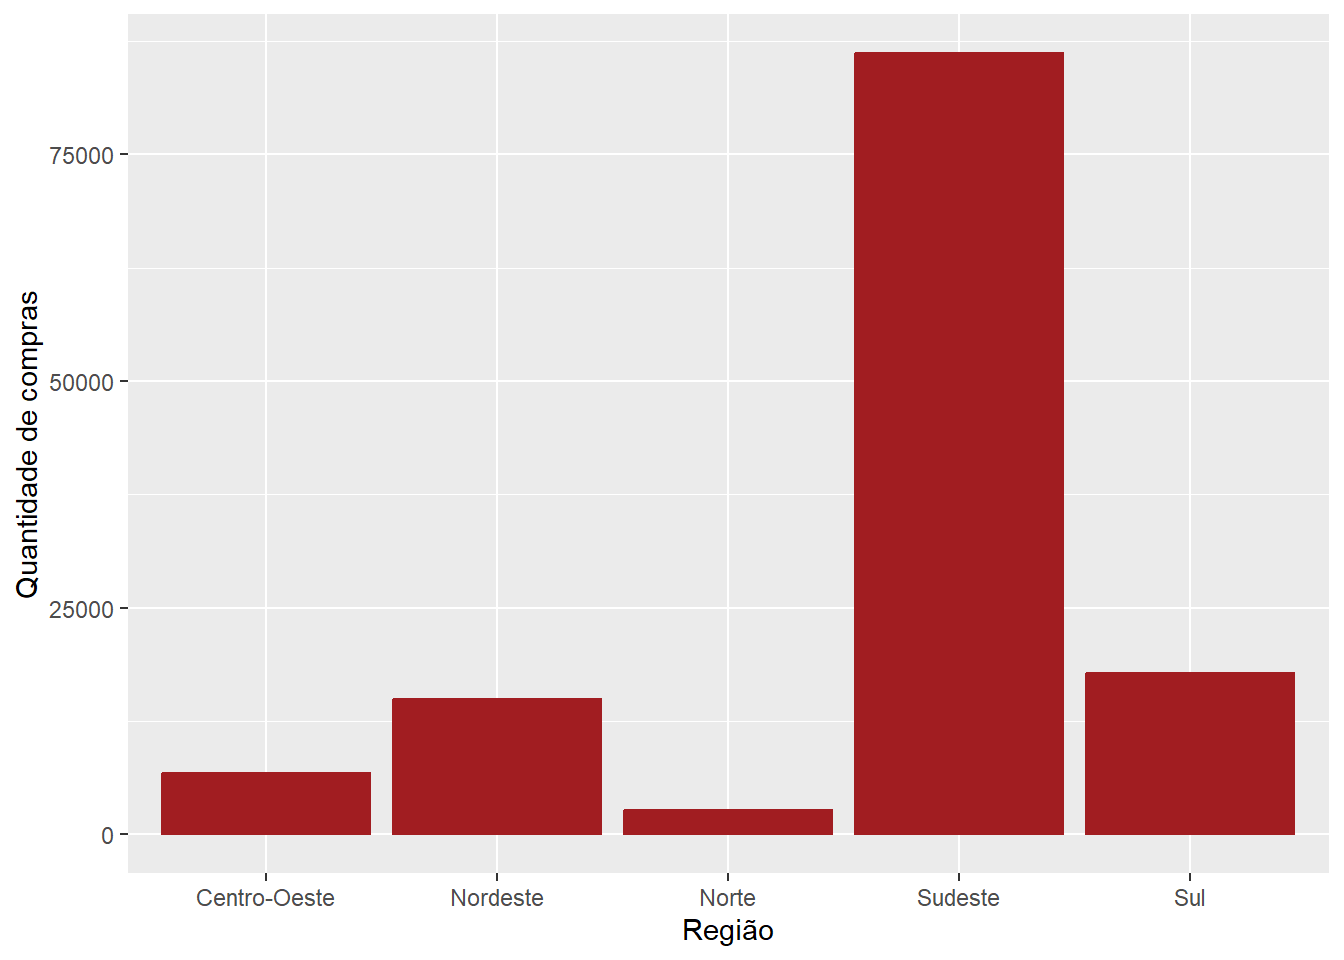 Quantidade de compras
75000
50000
25000
0
Centro-Oeste Nordeste Norte Sudeste Sul
Região